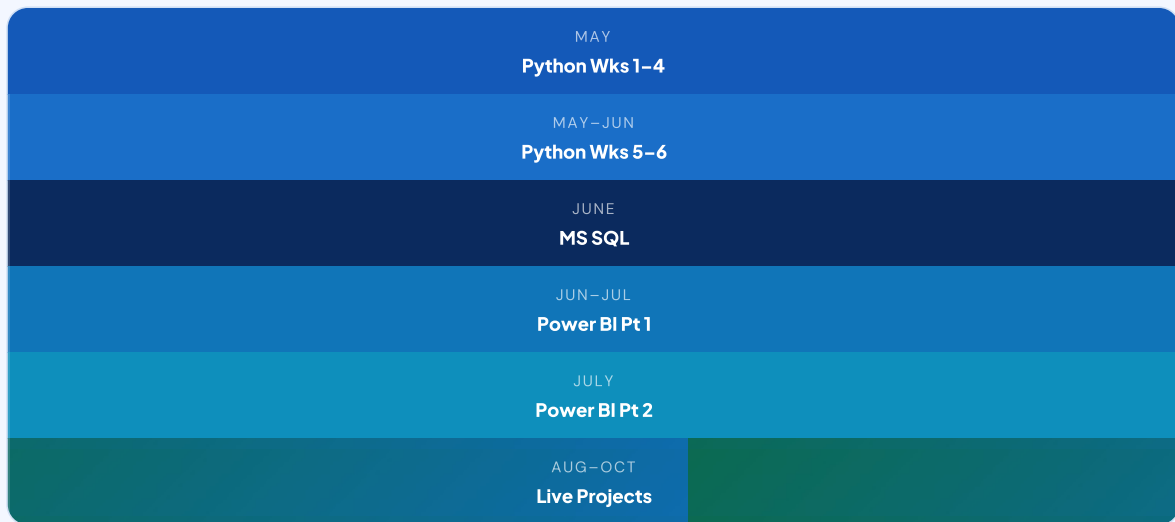 MAY
Python Wks 1–4
MAY–JUN
Python Wks 5–6
JUNE
MS SQL
JUN–JUL
Power BI Pt 1
JULY
Power BI Pt 2
AUG–OCT
Live Projects